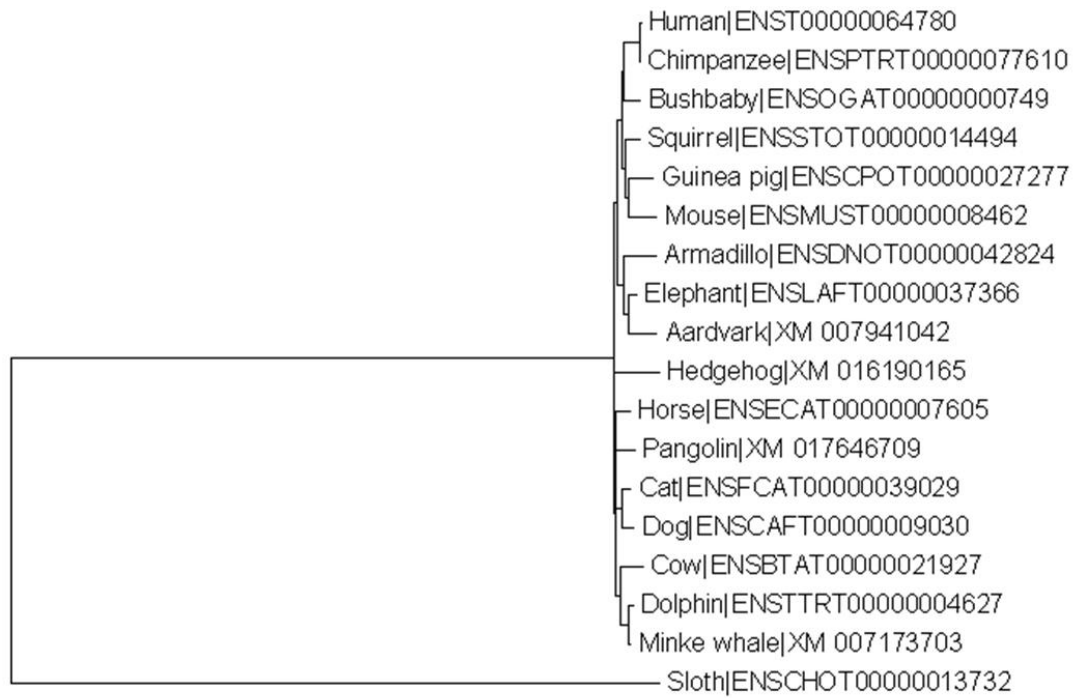 Human|ENST00000064780
Chimpanzee|ENSPTRT00000077610
Bushbaby|ENSOGAT00000000749
Squirrel|ENSSTOT00000014494
Guinea pig|ENSCPOT00000027277
Mouse|ENSMUST00000008462
Armadillo|ENSDNOT00000042824
Elephant|ENSLAFT00000037366
Aardvark|XM 007941042
Hedgehog|XM 016190165
Horse|ENSECAT00000007605
Pangolin|XM 017646709
Cat|ENSFCAT00000039029
Dog|ENSCAFT00000009030
Cow|ENSBTAT00000021927
Dolphin|ENSTTRT00000004627
Minke whale|XM 007173703
Sloth|ENSCHOT00000013732